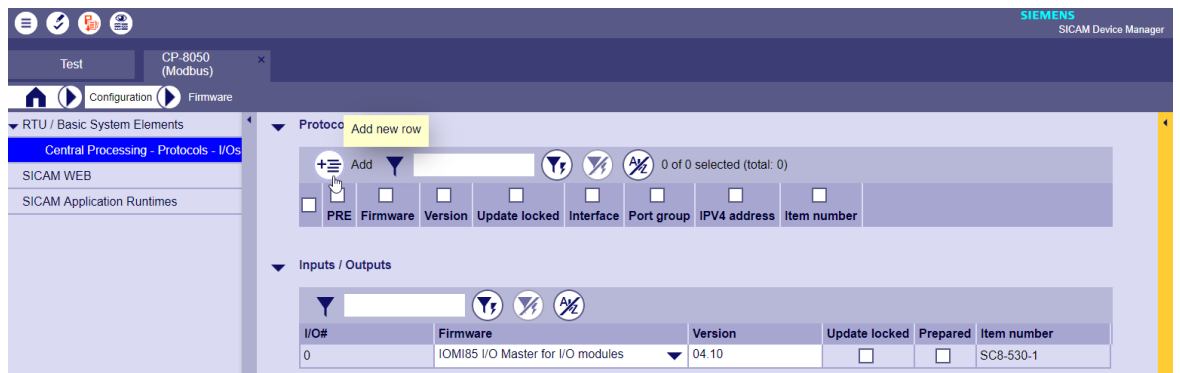 SIEMENS
SICAM Device Manager
Test
CP-8050
(Modbus)
×
Configuration
Firmware
RTU / Basic System Elements
Central Processing - Protocols - I/Os
SICAM WEB
SICAM Application Runtimes
Protoco
Add new row
Add
A/Z
0 of 0 selected (total: 0)
PRE Firmware Version Update locked Interface Port group IPV4 address Item number
Inputs / Outputs
A/Z
I/O# Firmware Version Update locked Prepared Item number
0 IOMI85 I/O Master for I/O modules 04.10 SC8-530-1